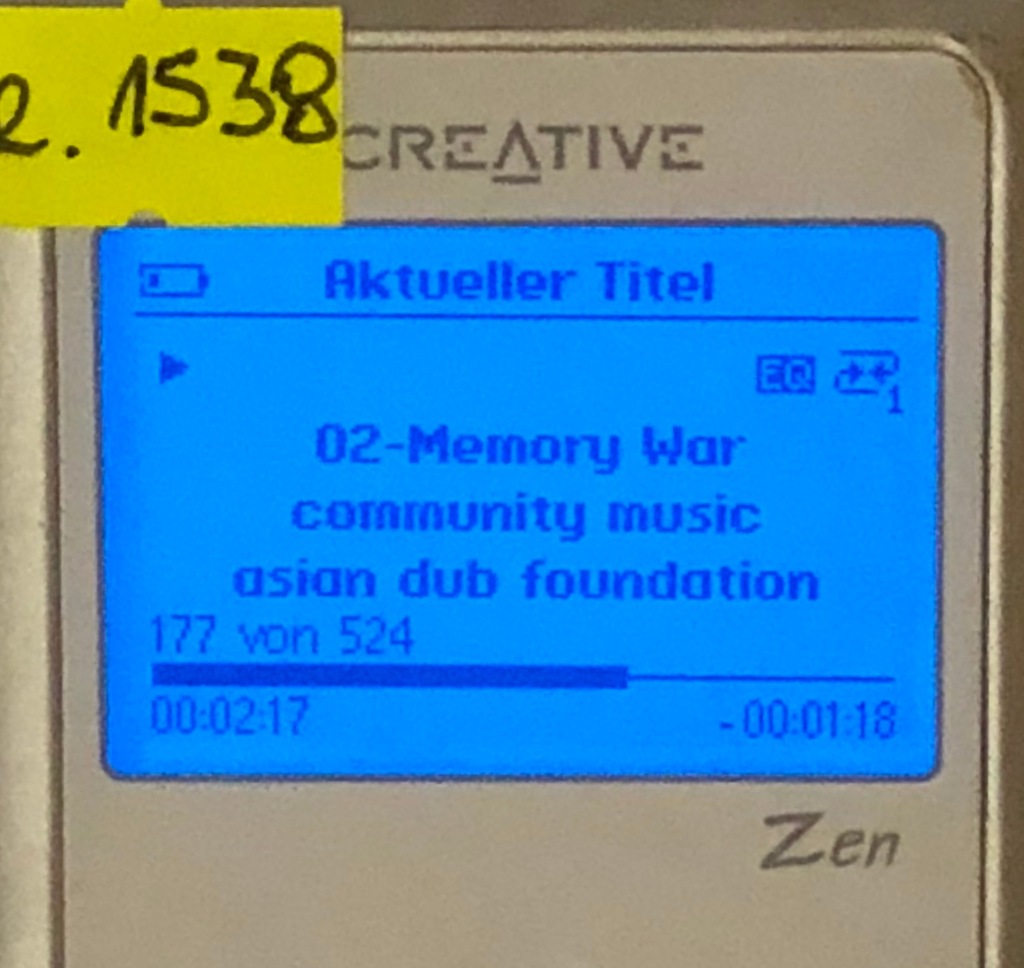 1538
CREATIVE
Aktueller Titel
EQ
1
02-Memory War
community music
asian dub foundation
177 von 524
00:02:17 -00:01:18
Zen